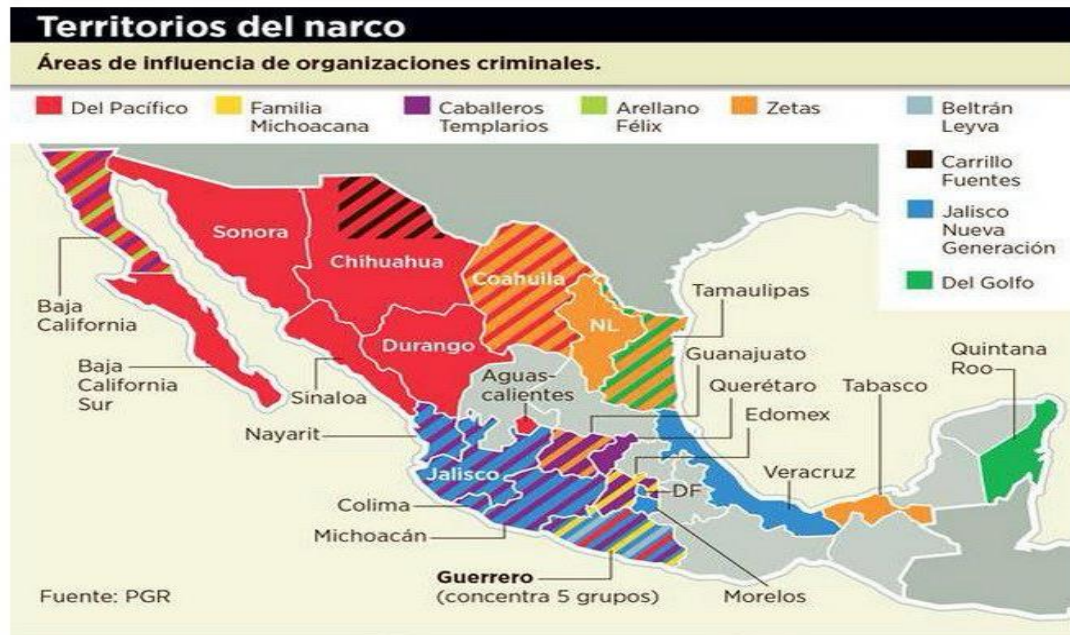 Territorios del narco
Áreas de influencia de organizaciones criminales.
Del Pacífico
Familia
Michoacana
Caballeros
Templarios
Arellano
Félix
Zetas
Beltrán
Leyva
Carrillo
Fuentes
Jalisco
Nueva
Generación
Del Golfo
Sonora
Chihuahua
Coahuila
NL
Durango
Tamaulipas
Baja
California
Baja
California
Sur
Sinaloa
Aguas-
calientes
Guanajuato
Querétaro
Edomex
Tabasco
Quintana
Roo
Nayarit
Jalisco
DF
Veracruz
Colima
Michoacán
Guerrero
(concentra 5 grupos)
Morelos
Fuente: PGR